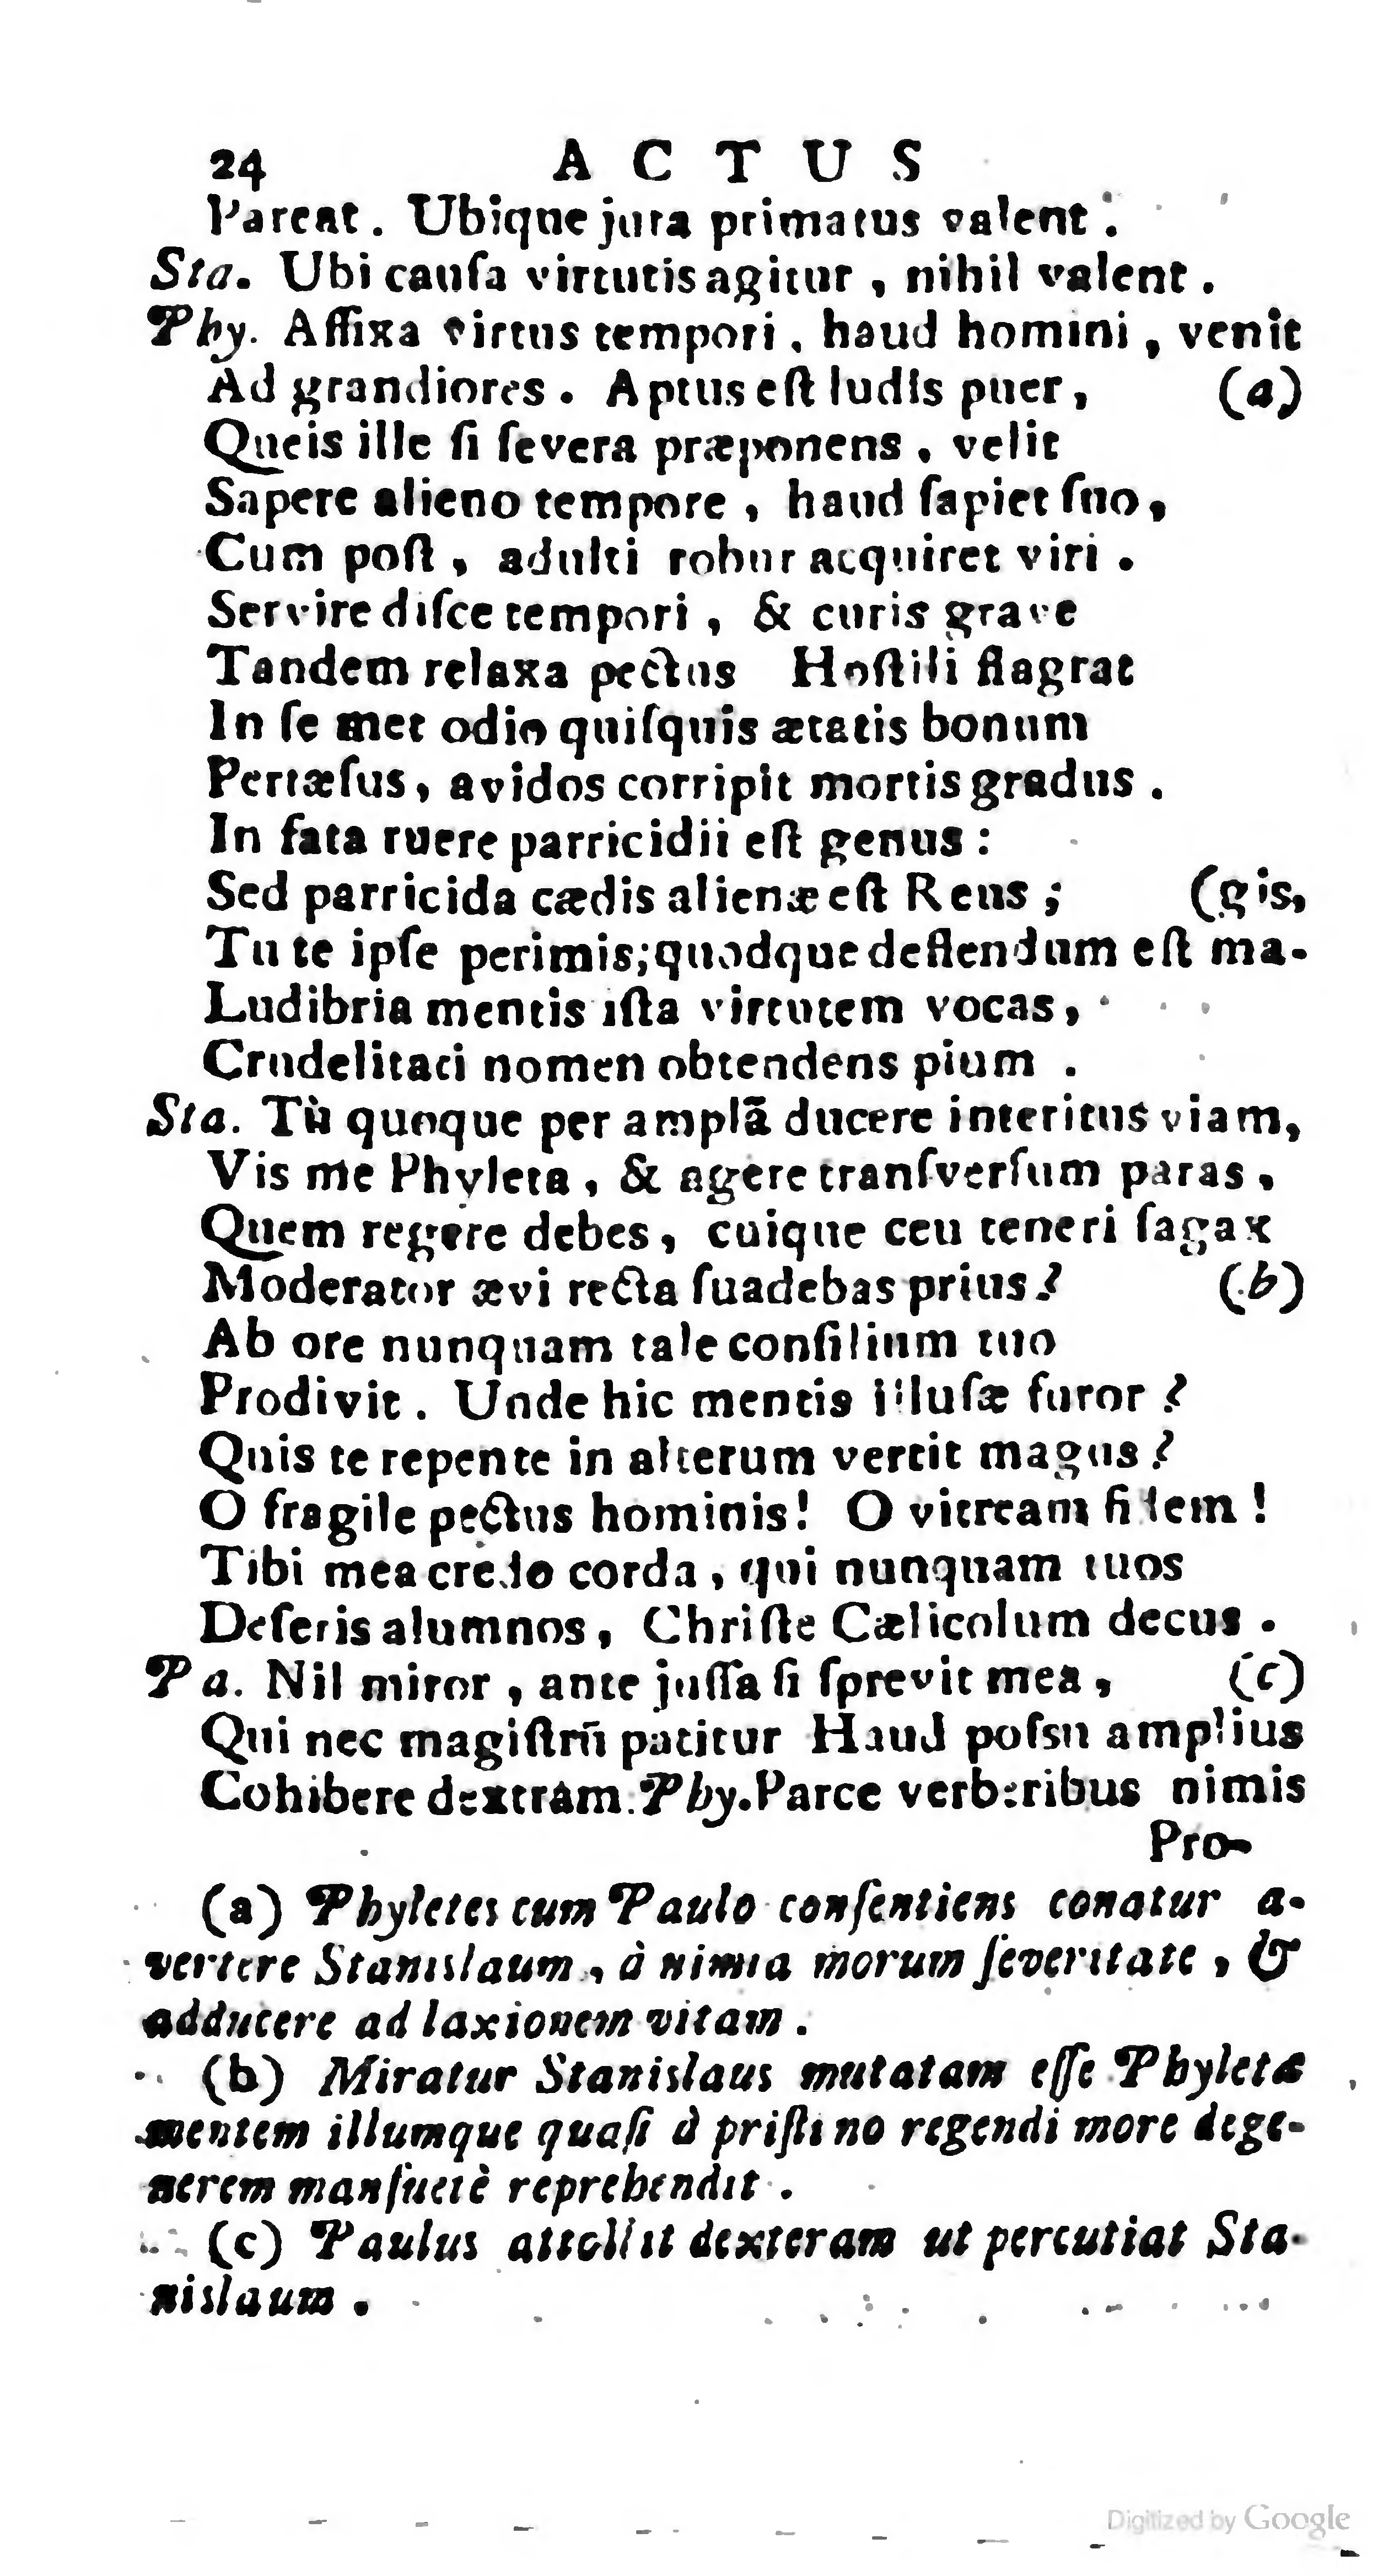 24 ACTUS
Pareat. Ubique jura primatus valent.
Sta. Ubi cauſa virtutis agitur, nihil valent.
Phy. Affixa virtus tempori, haud homini, venit
Ad grandiores. Aptus eſt ludis puer, (a)
Queis ille ſi ſevera præponens, velit
Sapere alieno tempore, haud ſapiet ſuo,
Cum poſt, adulti robur acquiret viri.
Servire diſce tempori, & curis grave
Tandem relaxa pectus Hoſtili flagrat
In ſe met odio quiſquis ætatis bonum
Pertæſus, avidos corripit mortis gradus.
In fata ruere parricidii eſt genus:
Sed parricida cædis alienæ eſt Reus; (gis,
Tu te ipſe perimis; quodque deflendum eſt ma-
Ludibria mentis iſta virtutem vocas,
Crudelitati nomen obtendens pium.
Sta. Tù quoque per amplā ducere interitus viam,
Vis me Phyleta, & agere tranſverſum paras,
Quem regere debes, cuique ceu teneri ſagax
Moderator ævi recta ſuadebas prius? (b)
Ab ore nunquam tale conſilium tuo
Prodivit. Unde hic mentis illuſæ furor?
Quis te repente in alterum vertit magus?
O fragile pectus hominis! O vitream fidem!
Tibi mea credo corda, qui nunquam tuos
Deſeris alumnos, Chriſte Cælicolum decus.
Pa. Nil miror, ante juſſa ſi ſprevit mea, (c)
Qui nec magiſtrū patitur Haud poſsu amplius
Cohibere dextram. Phy. Parce verberibus nimis
Pro-
(a) Phyletes cum Paulo conſentiens conatur a-
vertere Stanislaum, à nimia morum ſeveritate, &
adducere ad laxionem vitam.
(b) Miratur Stanislaus mutatam eſſe Phyletæ
mentem illumque quaſi à priſtino regendi more dege-
nerem manſuetè reprehendit.
(c) Paulus attollit dexteram ut percutiat Sta-
nislaum.
Digitized by Google